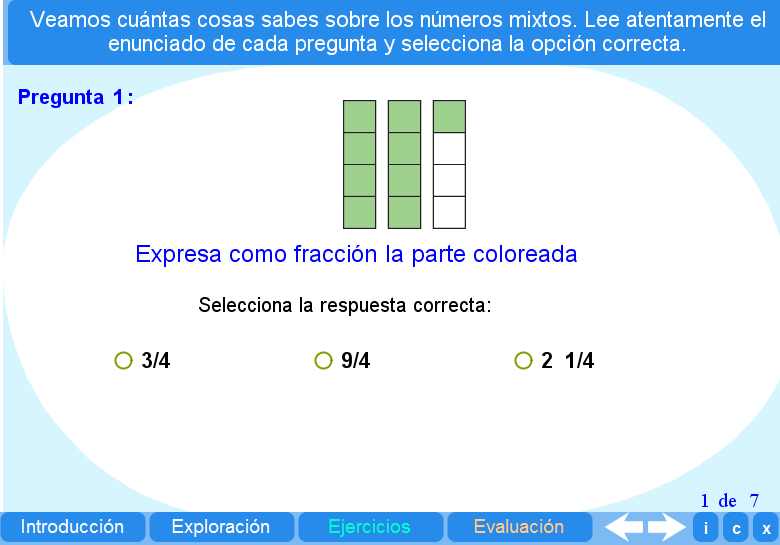 Veamos cuántas cosas sabes sobre los números mixtos. Lee atentamente el
enunciado de cada pregunta y selecciona la opción correcta.
Pregunta 1:
Expresa como fracción la parte coloreada
Selecciona la respuesta correcta:
3/4 9/4 2 1/4
1 de 7
Introducción Exploración Ejercicios Evaluación i c x